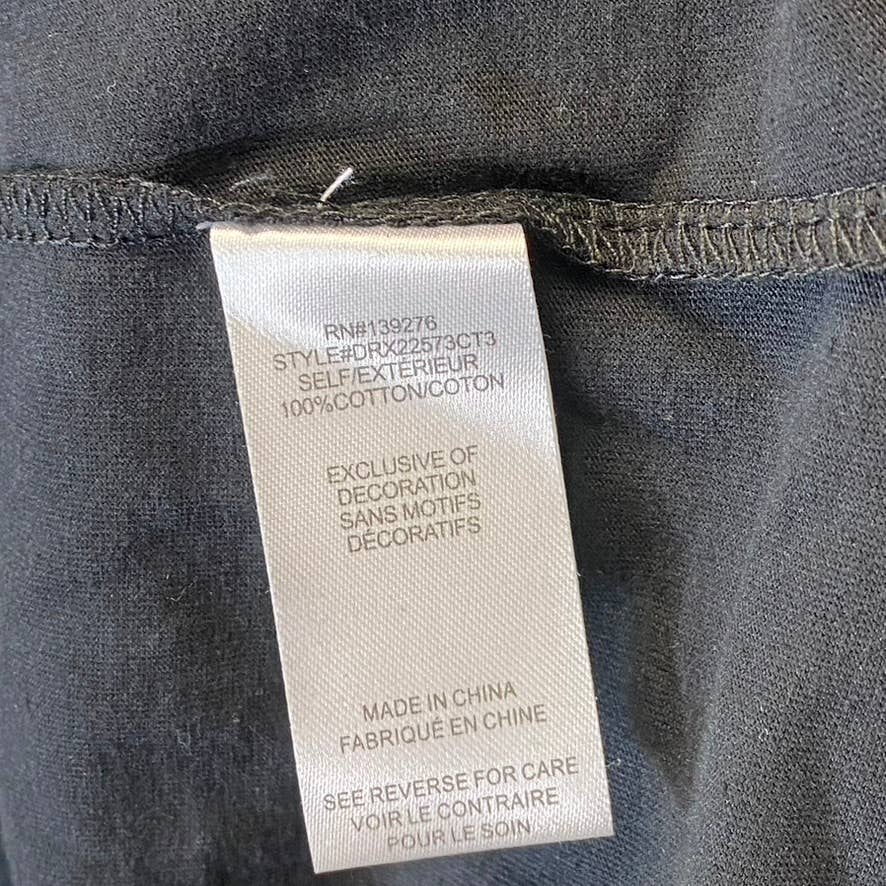 RN#139276
STYLE#DRX22573CT3
SELF/EXTÉRIEUR
100%COTTON/COTON
EXCLUSIVE OF
DECORATION
SANS MOTIFS
DÉCORATIFS
MADE IN CHINA
FABRIQUÉ EN CHINE
SEE REVERSE FOR CARE
VOIR LE CONTRAIRE
POUR LE SOIN